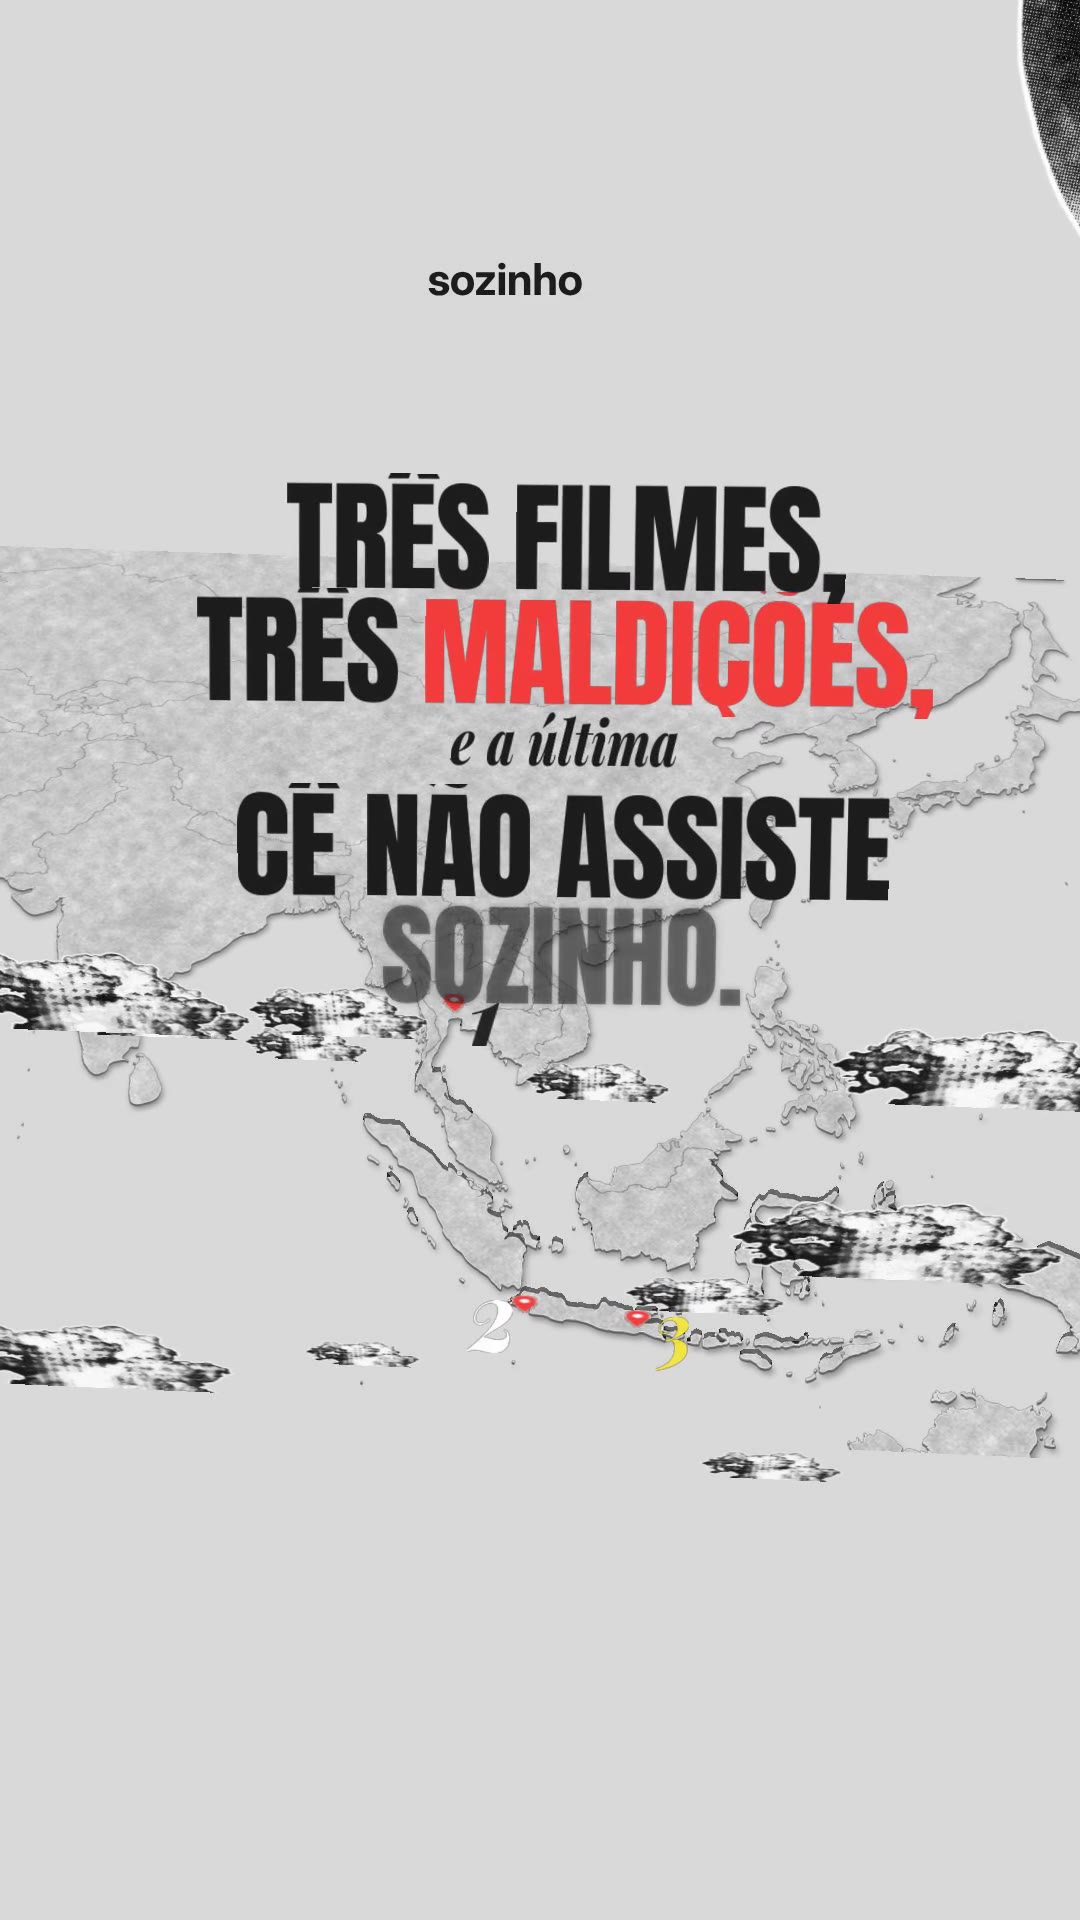 sozinho
TRÊS FILMES,
TRÊS MALDIÇÕES,
e a última
CÊ NÃO ASSISTE
SOZINHO.
1
2
3